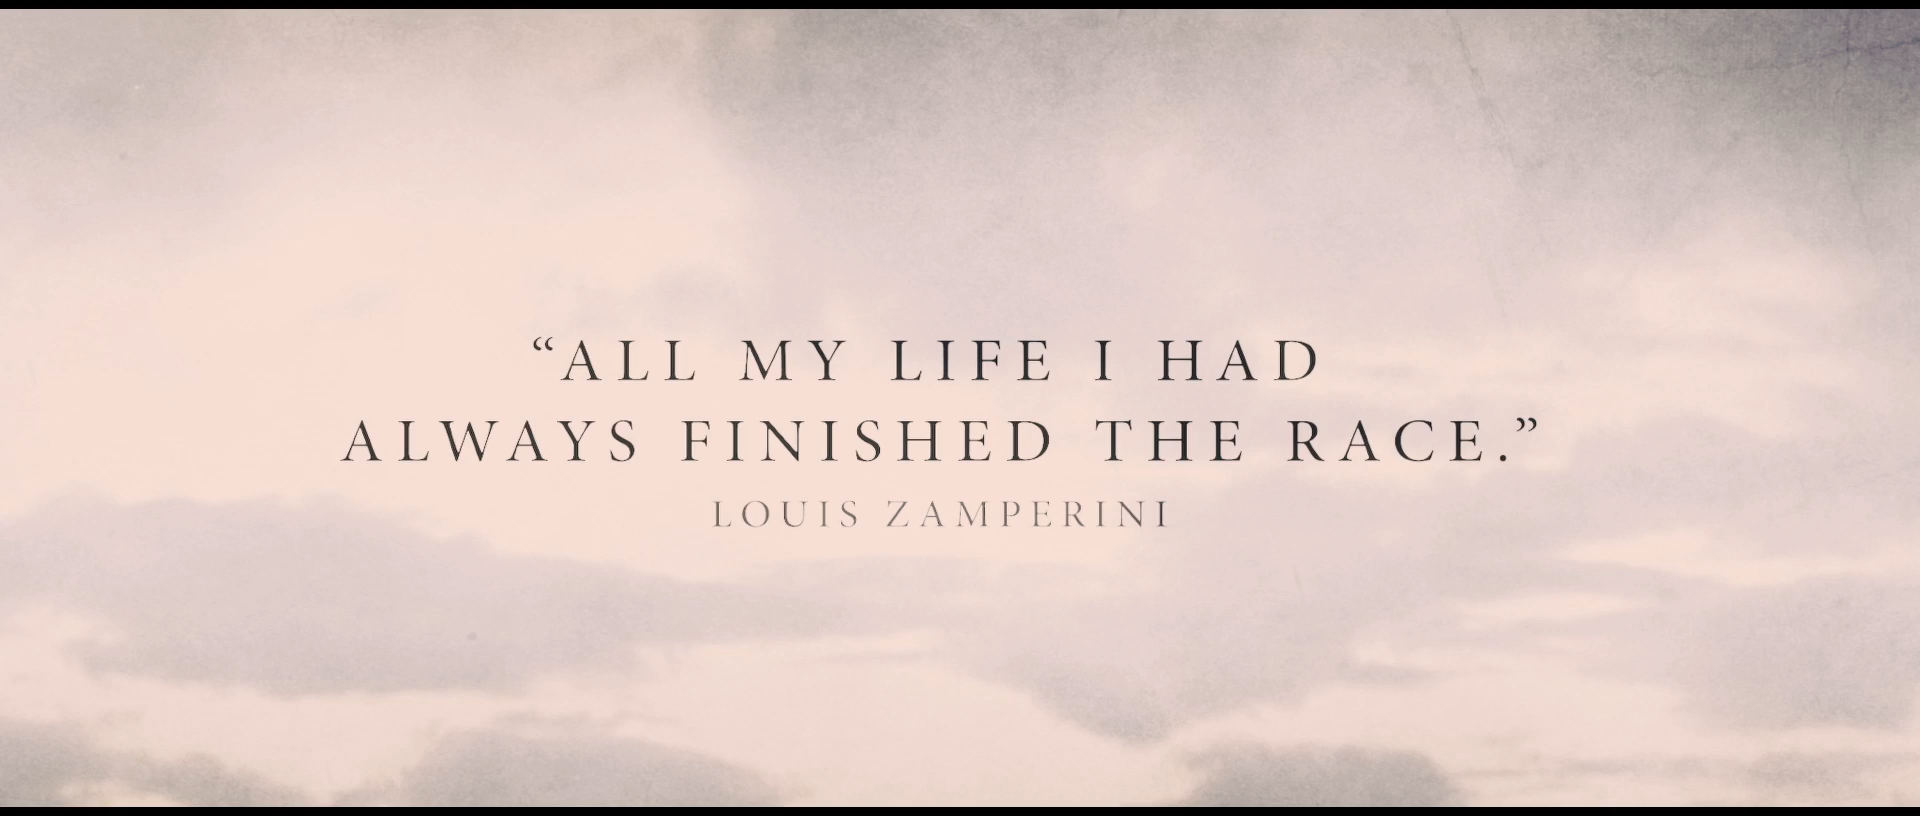 “ALL MY LIFE I HAD
ALWAYS FINISHED THE RACE.”
LOUIS ZAMPERINI